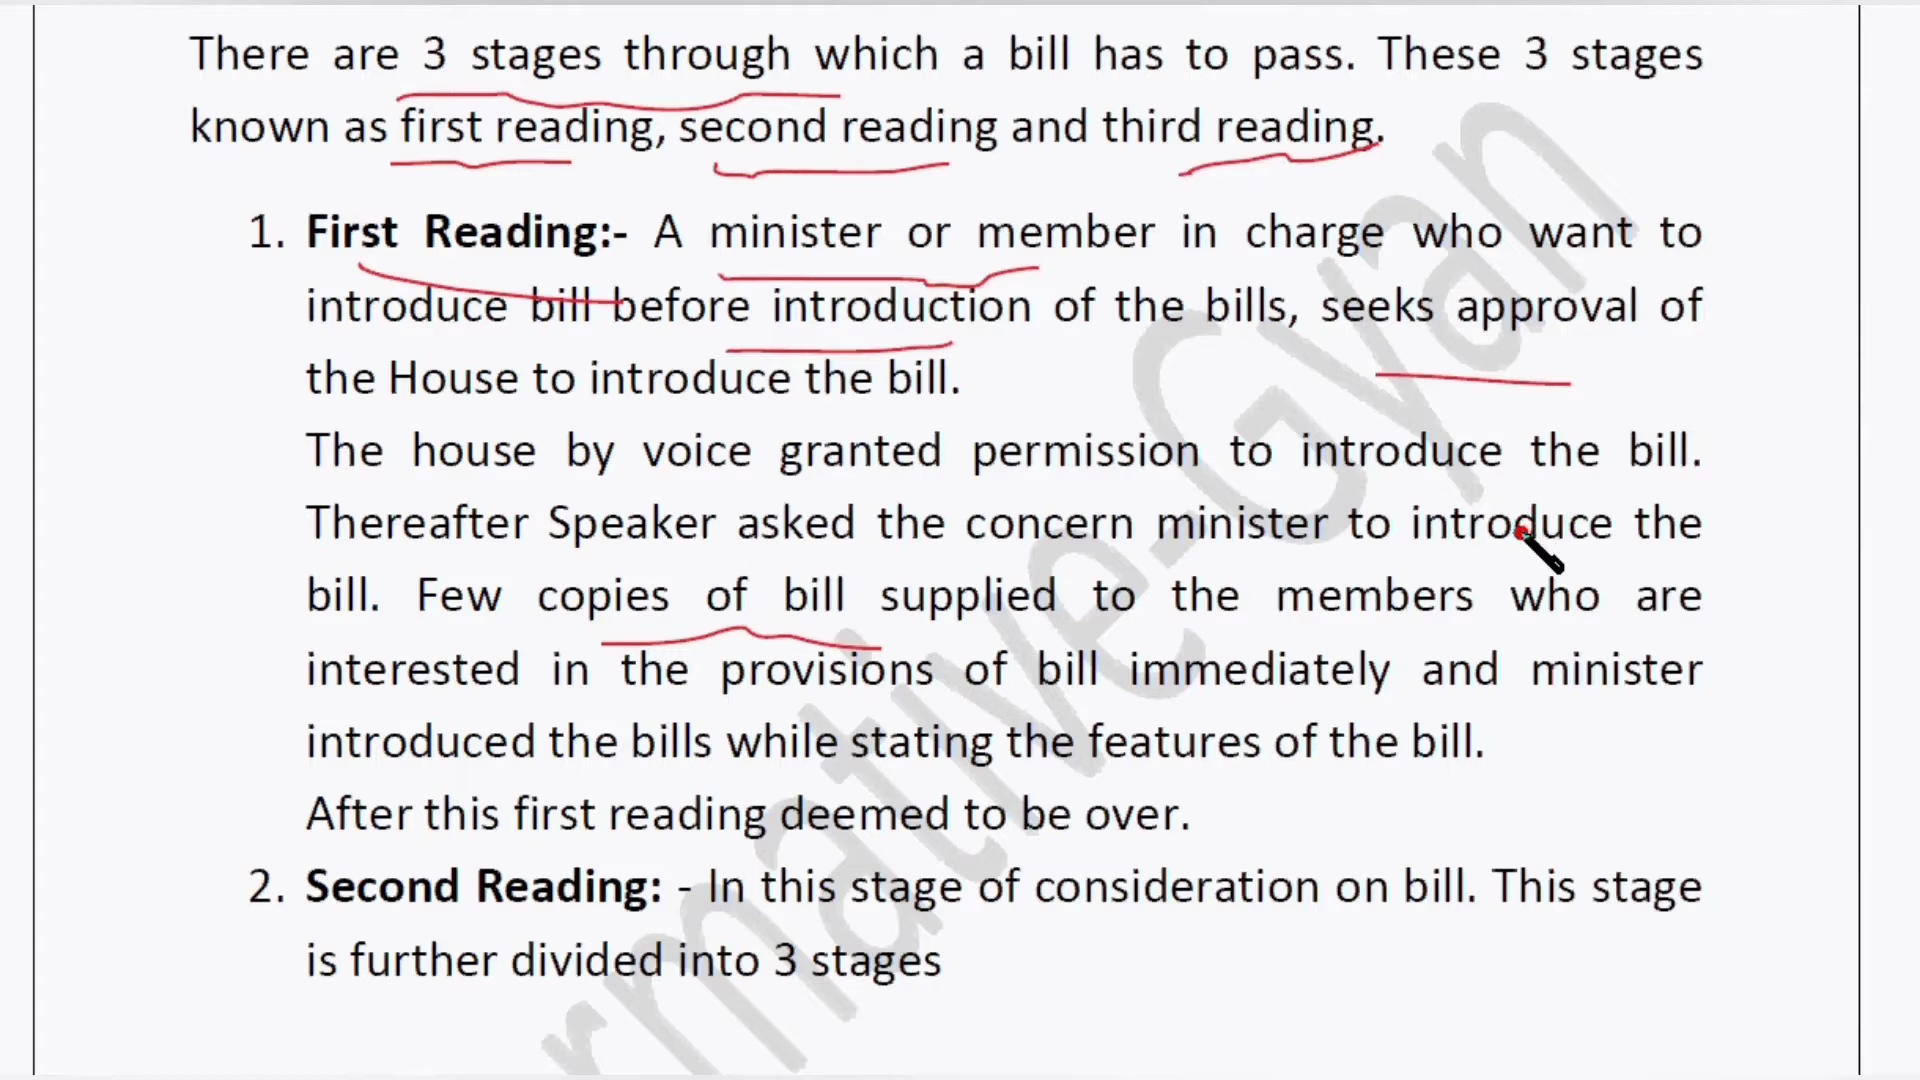 There are 3 stages through which a bill has to pass. These 3 stages
known as first reading, second reading and third reading.
1. First Reading:- A minister or member in charge who want to
introduce bill before introduction of the bills, seeks approval of
the House to introduce the bill.
The house by voice granted permission to introduce the bill.
Thereafter Speaker asked the concern minister to introduce the
bill. Few copies of bill supplied to the members who are
interested in the provisions of bill immediately and minister
introduced the bills while stating the features of the bill.
After this first reading deemed to be over.
2. Second Reading: - In this stage of consideration on bill. This stage
is further divided into 3 stages
rmative-Gyan